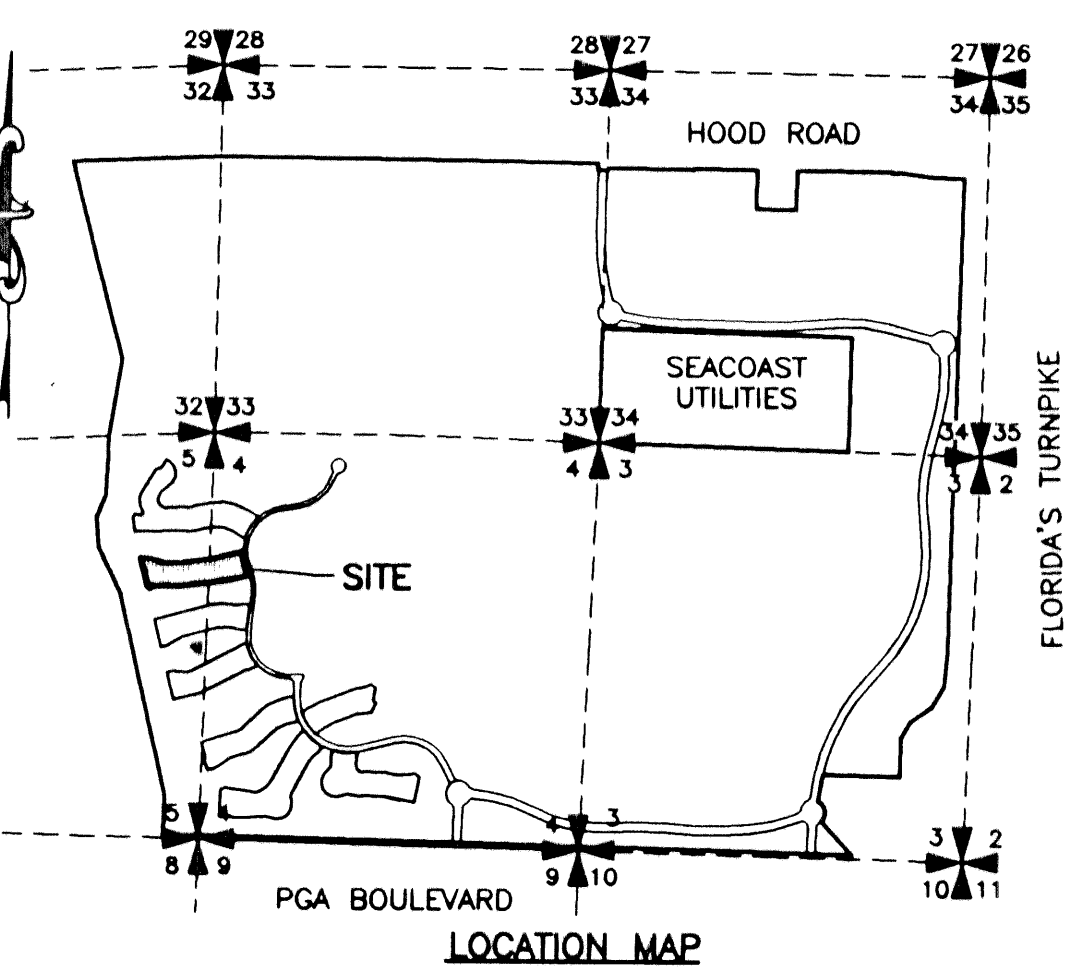 29 28
32 33
28 27
33 34
27 26
34 35
HOOD ROAD
SEACOAST
UTILITIES
32 33
5 4
33 34
4 3
34 35
3 2
FLORIDA'S TURNPIKE
SITE
5 4
8 9
4 3
9 10
3 2
10 11
PGA BOULEVARD
LOCATION MAP